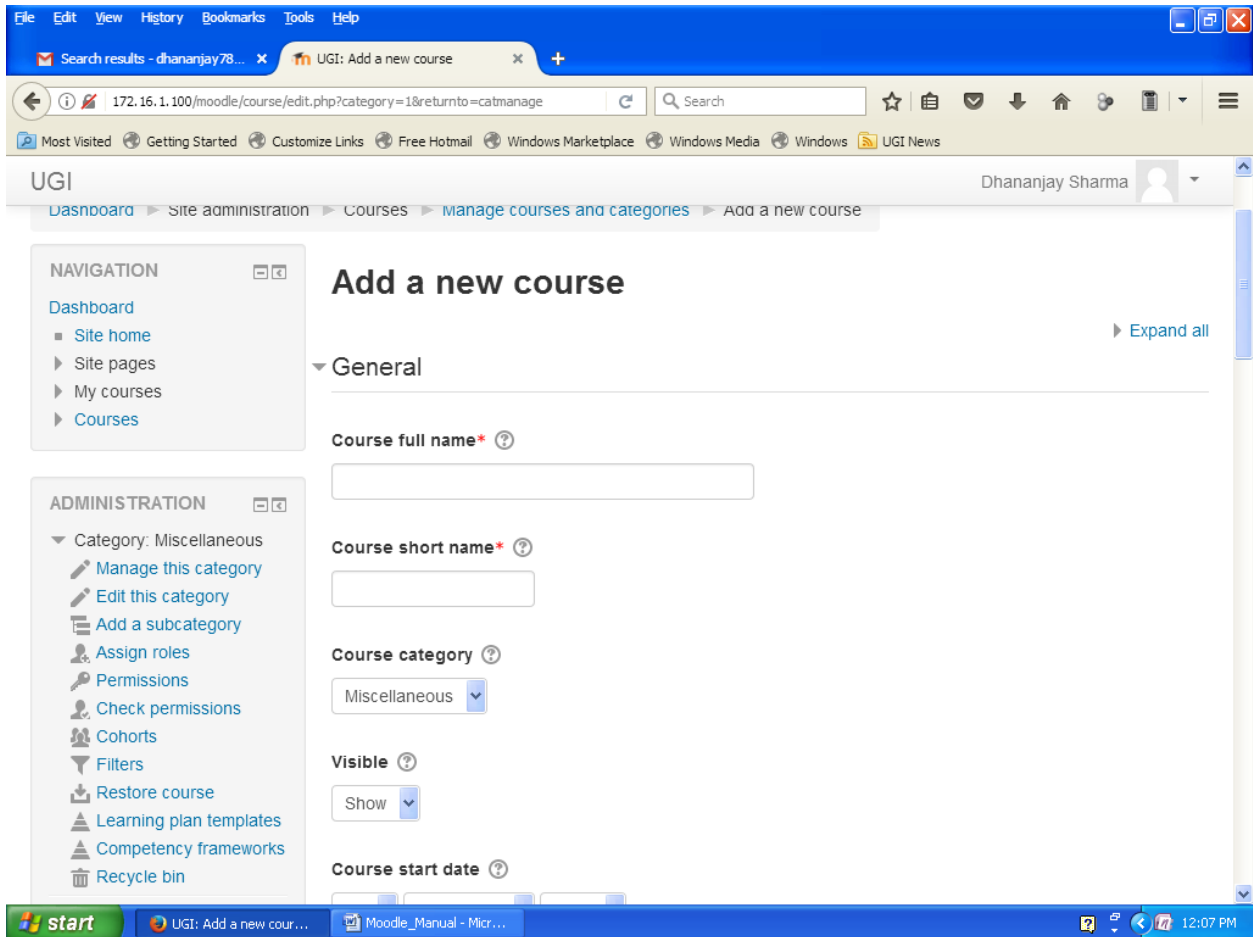 File Edit View History Bookmarks Tools Help
Search results - dhananjay78... UGI: Add a new course
172.16.1.100/moodle/course/edit.php?category=1&returnto=catmanage Search
Most Visited Getting Started Customize Links Free Hotmail Windows Marketplace Windows Media Windows UGI News
UGI Dhananjay Sharma
Dashboard Site administration Courses Manage courses and categories Add a new course
NAVIGATION
Dashboard
Site home
Site pages
My courses
Courses
ADMINISTRATION
Category: Miscellaneous
Manage this category
Edit this category
Add a subcategory
Assign roles
Permissions
Check permissions
Cohorts
Filters
Restore course
Learning plan templates
Competency frameworks
Recycle bin
Add a new course
Expand all
General
Course full name*
Course short name*
Course category
Miscellaneous
Visible
Show
Course start date
start UGI: Add a new cour... Moodle_Manual - Micr... 12:07 PM